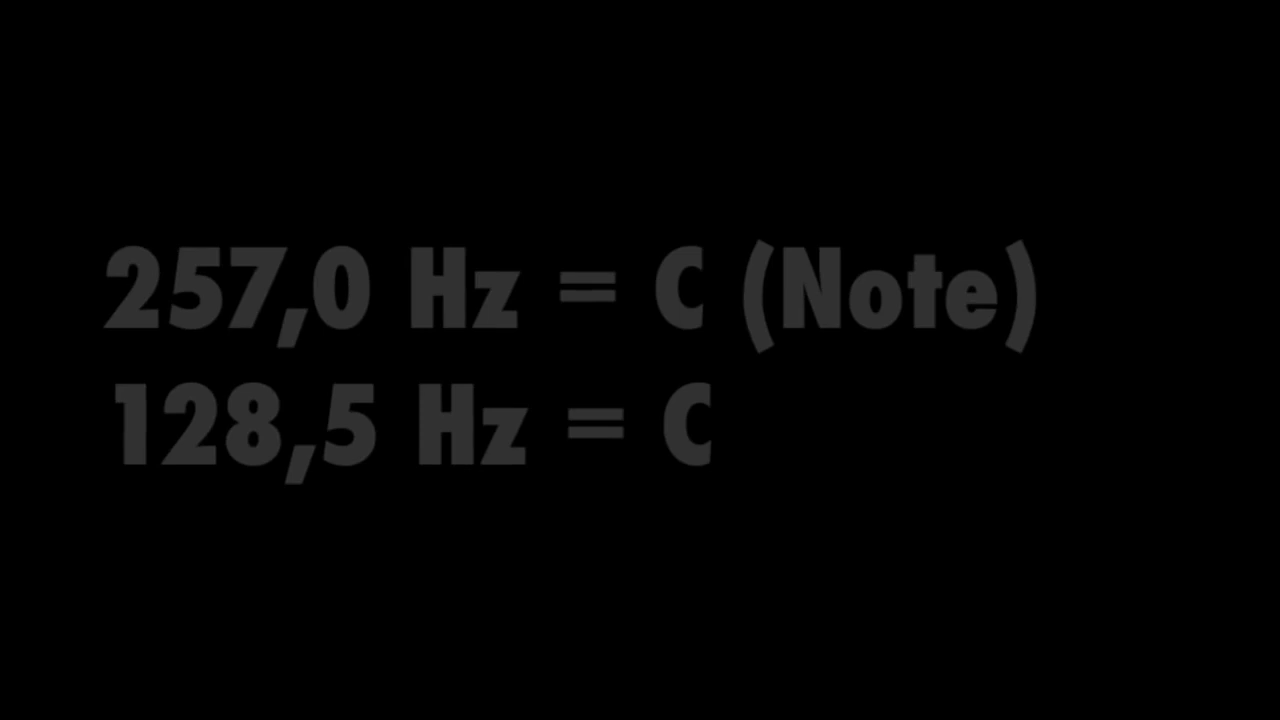 257,0 Hz = C (Note)
128,5 Hz = C